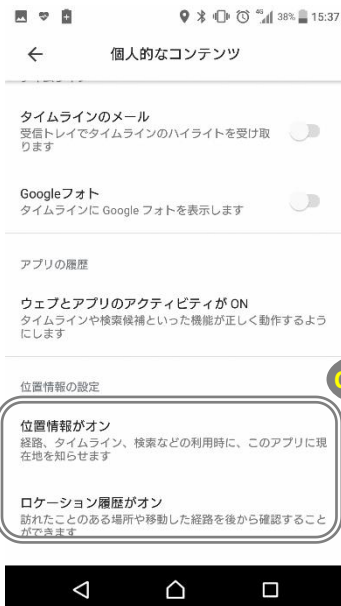 46 38% 15:37
個人的なコンテンツ
タイムラインのメール
受信トレイでタイムラインのハイライトを受け取
ります
Googleフォト
タイムラインに Google フォトを表示します
アプリの履歴
ウェブとアプリのアクティビティが ON
タイムラインや検索候補といった機能が正しく動作するよう
にします
位置情報の設定
位置情報がオン
経路、タイムライン、検索などの利用時に、このアプリに現
在地を知らせます
ロケーション履歴がオン
訪れたことのある場所や移動した経路を後から確認すること
ができます